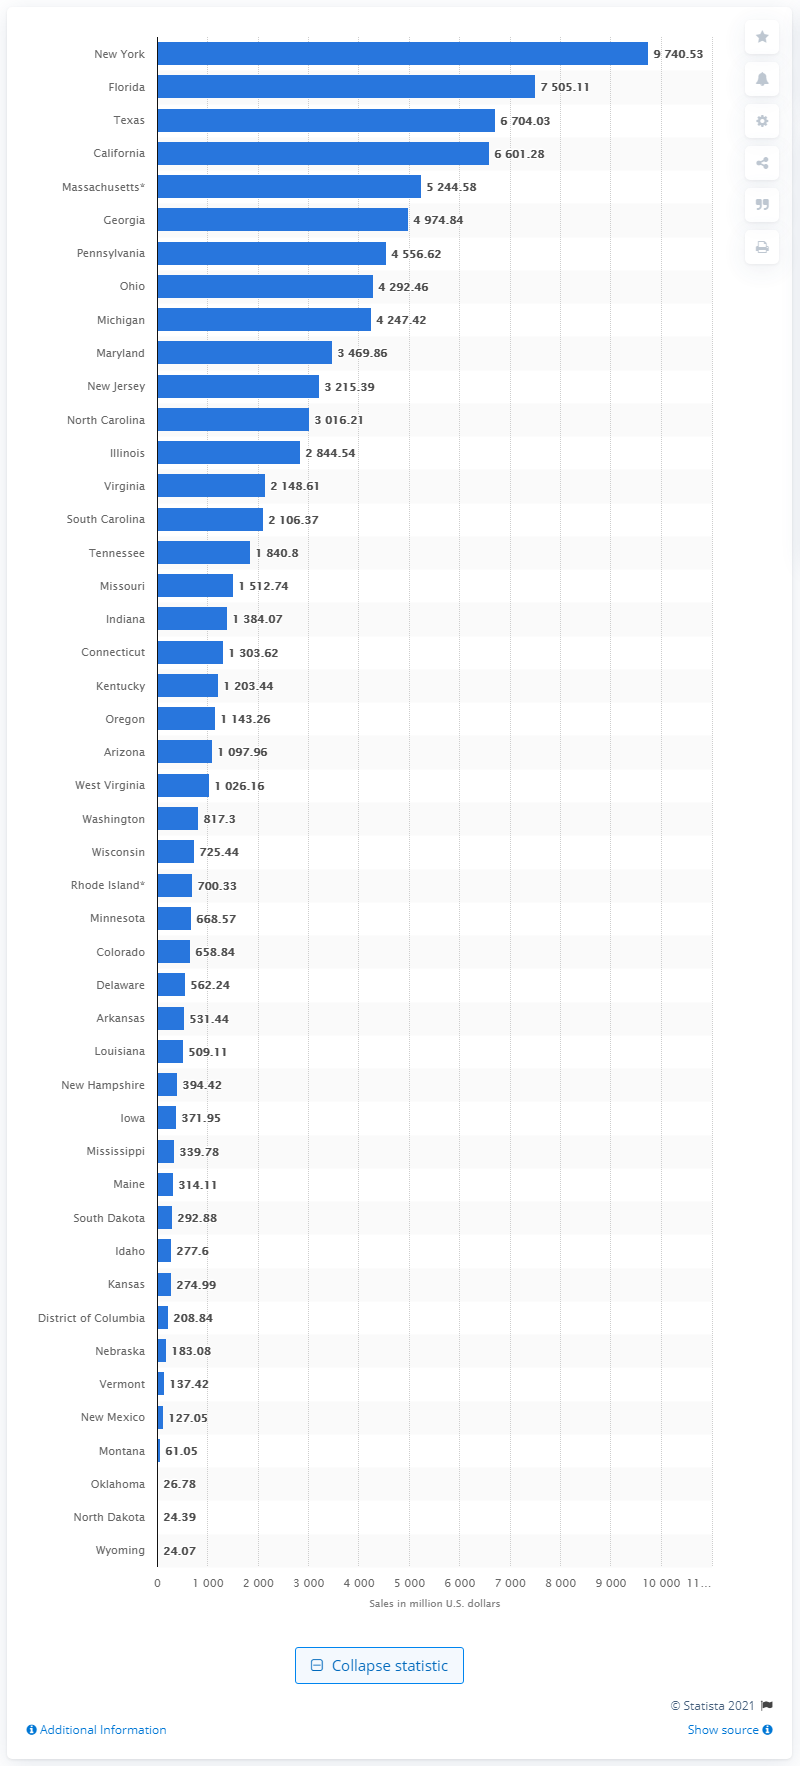 New York 9 740.53
Florida 7 505.11
Texas 6 704.03
California 6 601.28
Massachusetts* 5 244.58
Georgia 4 974.84
Pennsylvania 4 556.62
Ohio 4 292.46
Michigan 4 247.42
Maryland 3 469.86
New Jersey 3 215.39
North Carolina 3 016.21
Illinois 2 844.54
Virginia 2 148.61
South Carolina 2 106.37
Tennessee 1 840.8
Missouri 1 512.74
Indiana 1 384.07
Connecticut 1 303.62
Kentucky 1 203.44
Oregon 1 143.26
Arizona 1 097.96
West Virginia 1 026.16
Washington 817.3
Wisconsin 725.44
Rhode Island* 700.33
Minnesota 668.57
Colorado 658.84
Delaware 562.24
Arkansas 531.44
Louisiana 509.11
New Hampshire 394.42
Iowa 371.95
Mississippi 339.78
Maine 314.11
South Dakota 292.88
Idaho 277.6
Kansas 274.99
District of Columbia 208.84
Nebraska 183.08
Vermont 137.42
New Mexico 127.05
Montana 61.05
Oklahoma 26.78
North Dakota 24.39
Wyoming 24.07
0 1 000 2 000 3 000 4 000 5 000 6 000 7 000 8 000 9 000 10 000 11…
Sales in million U.S. dollars
Collapse statistic
© Statista 2021
Additional Information
Show source